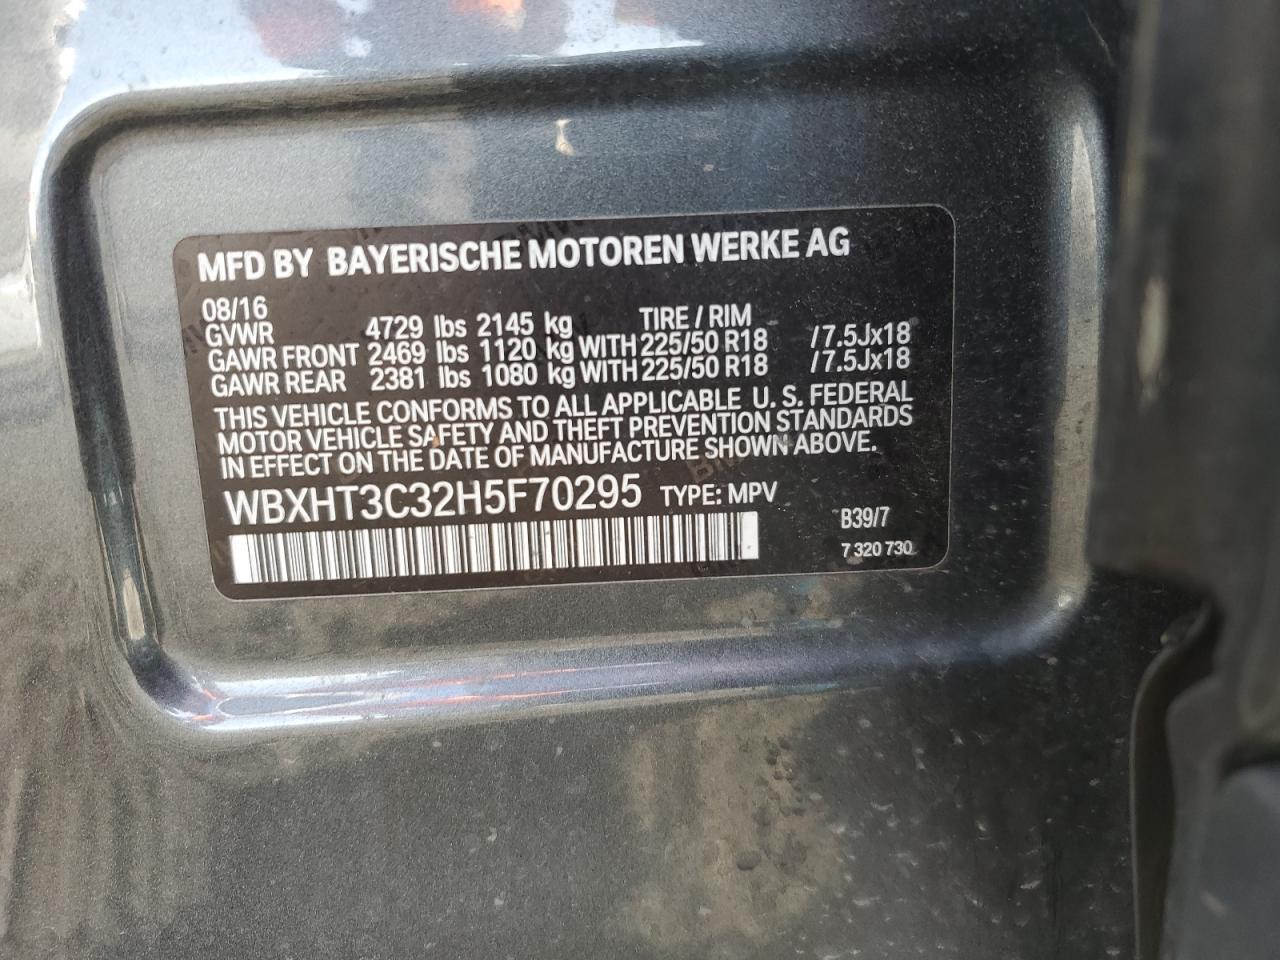 MFD BY BAYERISCHE MOTOREN WERKE AG
08/16 TIRE / RIM
GVWR 4729 lbs 2145 kg
GAWR FRONT 2469 lbs 1120 kg WITH 225/50 R18 /7.5Jx18
GAWR REAR 2381 lbs 1080 kg WITH 225/50 R18 /7.5Jx18
THIS VEHICLE CONFORMS TO ALL APPLICABLE U. S. FEDERAL
MOTOR VEHICLE SAFETY AND THEFT PREVENTION STANDARDS
IN EFFECT ON THE DATE OF MANUFACTURE SHOWN ABOVE.
WBXHT3C32H5F70295 TYPE: MPV
B39/7
7 320 730